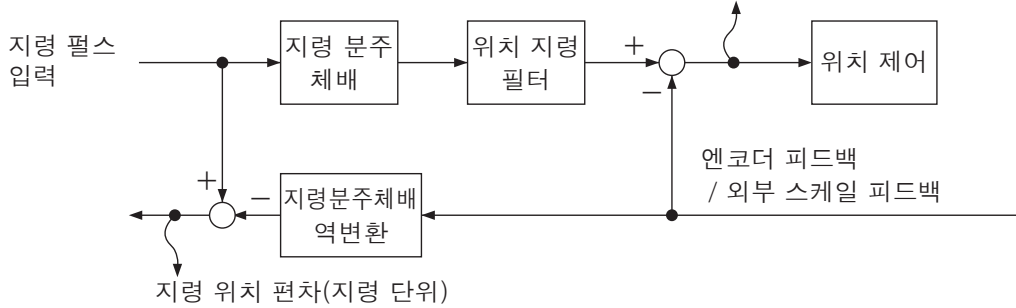 지령 펄스
입력
지령 분주
체배
위치 지령
필터
+
−
위치 제어
엔코더 피드백
/ 외부 스케일 피드백
+
−
지령분주체배
역변환
지령 위치 편차(지령 단위)